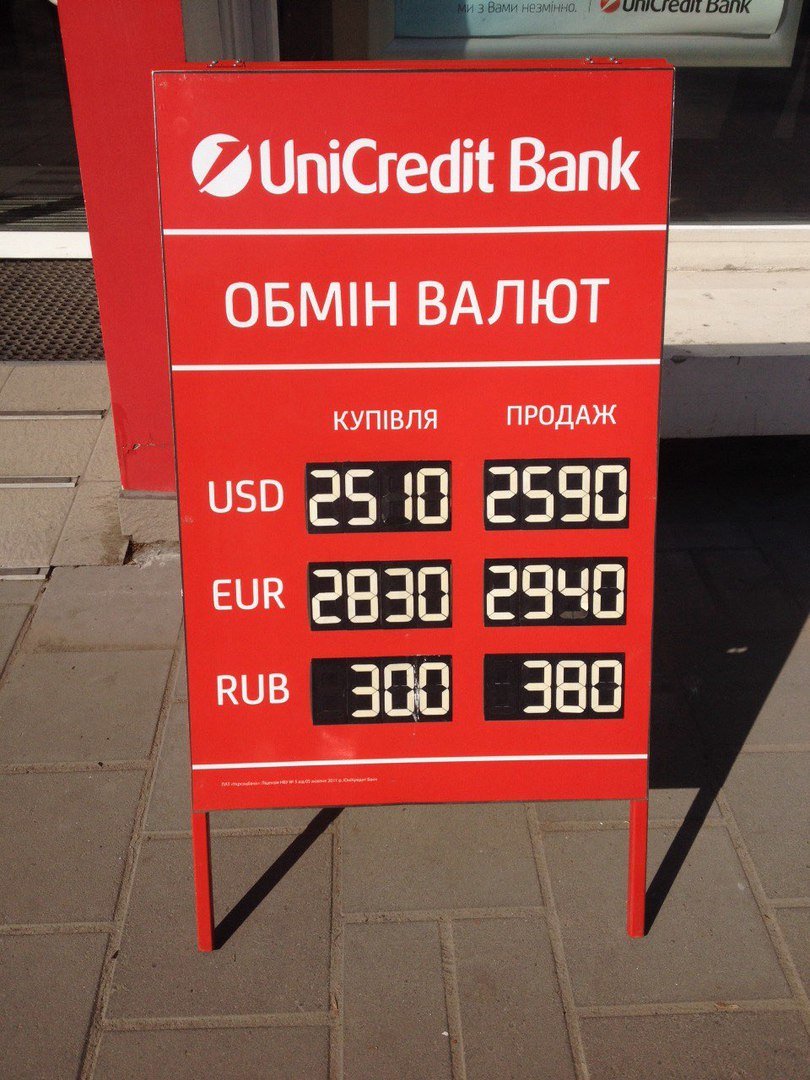 ми з Вами незмінно. UniCredit Bank
UniCredit Bank
ОБМІН ВАЛЮТ
КУПІВЛЯ ПРОДАЖ
USD 2510 2590
EUR 2830 2940
RUB 300 380